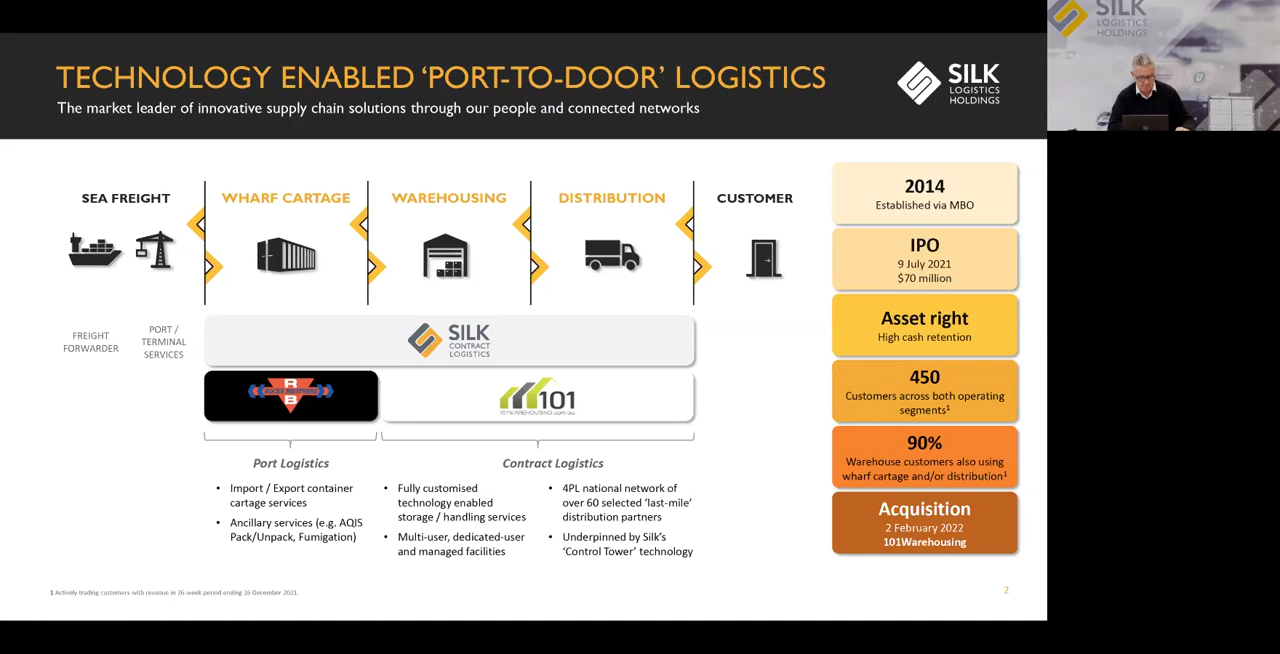 TECHNOLOGY ENABLED ‘PORT-TO-DOOR’ LOGISTICS
The market leader of innovative supply chain solutions through our people and connected networks
SILK
LOGISTICS
HOLDINGS
SILK
LOGISTICS
HOLDINGS
SEA FREIGHT
WHARF CARTAGE
WAREHOUSING
DISTRIBUTION
CUSTOMER
FREIGHT
FORWARDER
PORT /
TERMINAL
SERVICES
SILK
CONTRACT
LOGISTICS
R
B
101
101WAREHOUSING.com.au
Port Logistics
• Import / Export container
cartage services
• Ancillary services (e.g. AQIS
Pack/Unpack, Fumigation)
Contract Logistics
• Fully customised
technology enabled
storage / handling services
• Multi-user, dedicated-user
and managed facilities
• 4PL national network of
over 60 selected ‘last-mile’
distribution partners
• Underpinned by Silk’s
‘Control Tower’ technology
2014
Established via MBO
IPO
9 July 2021
$70 million
Asset right
High cash retention
450
Customers across both operating
segments1
90%
Warehouse customers also using
wharf cartage and/or distribution1
Acquisition
2 February 2022
101Warehousing
1 Actively trading customers with revenue in 26-week period ending 26 December 2021.
2